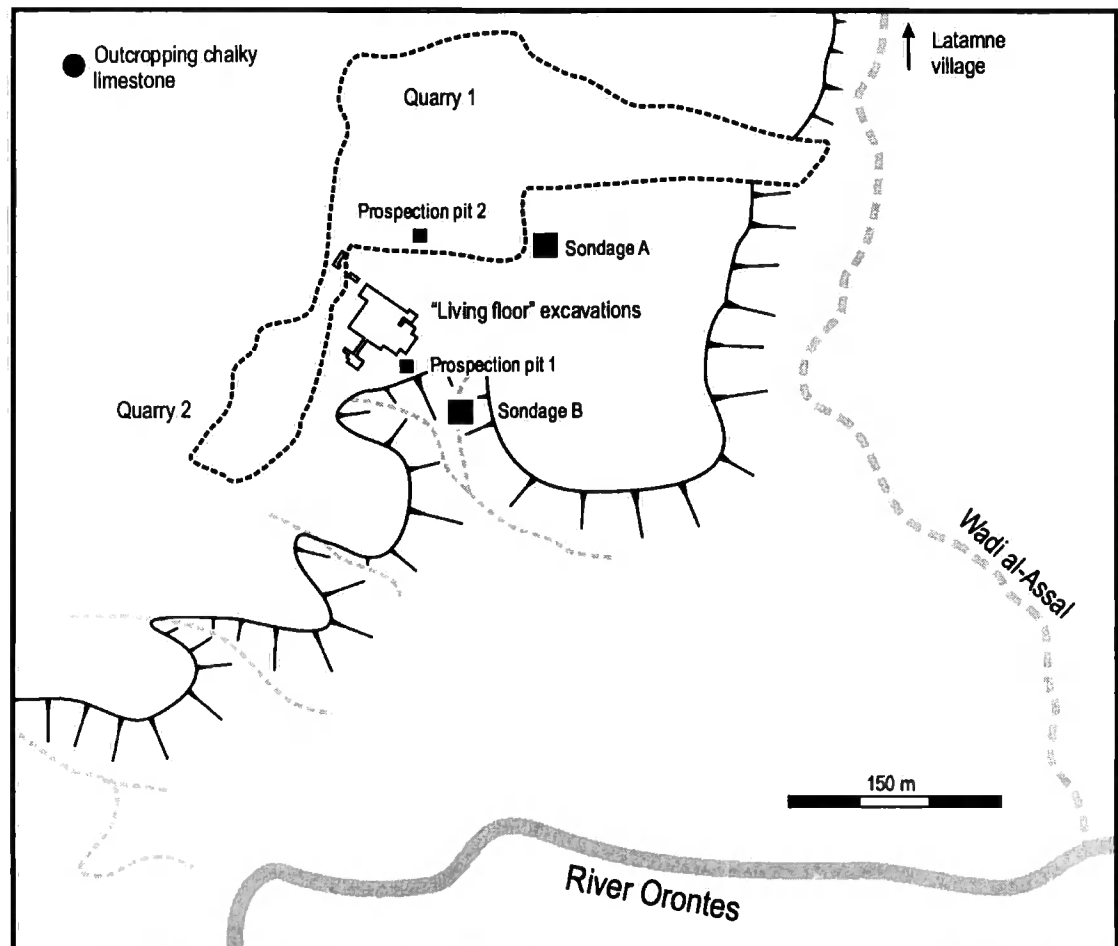 Outcropping chalky
limestone
Latamne
village
Quarry 1
Prospection pit 2
Sondage A
"Living floor" excavations
Prospection pit 1
Quarry 2
Sondage B
Wadi al-Assal
150 m
River Orontes